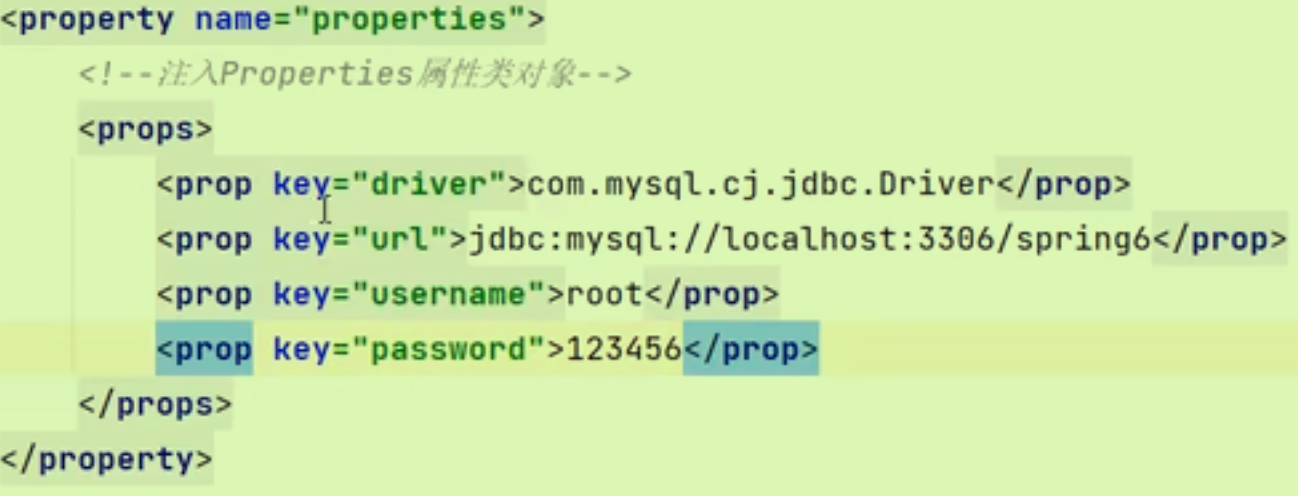 <property name="properties">
<!--注入Properties属性类对象-->
<props>
<prop key="driver">com.mysql.cj.jdbc.Driver</prop>
<prop key="url">jdbc:mysql://localhost:3306/spring6</prop>
<prop key="username">root</prop>
<prop key="password">123456</prop>
</props>
</property>